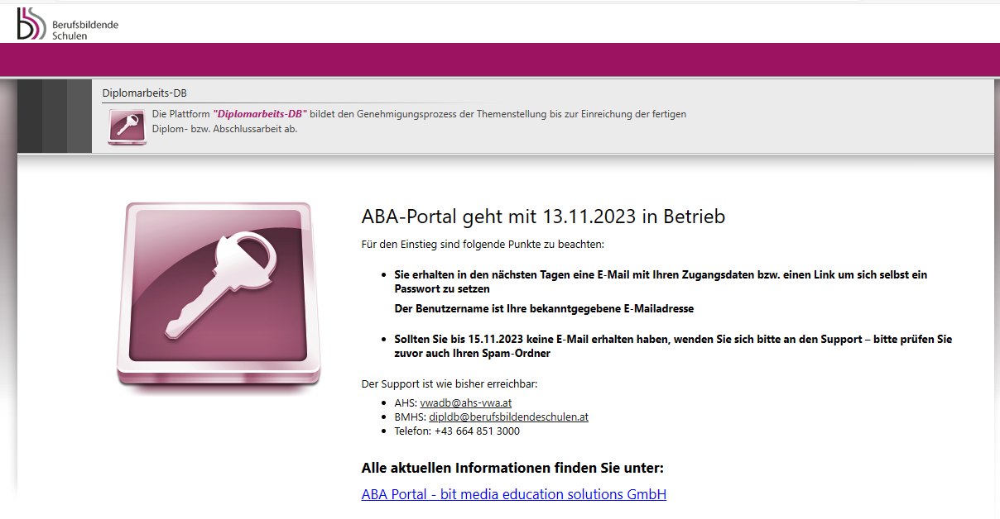 Berufsbildende
Schulen
Diplomarbeits-DB
Die Plattform "Diplomarbeits-DB" bildet den Genehmigungsprozess der Themenstellung bis zur Einreichung der fertigen
Diplom- bzw. Abschlussarbeit ab.
ABA-Portal geht mit 13.11.2023 in Betrieb
Für den Einstieg sind folgende Punkte zu beachten:
• Sie erhalten in den nächsten Tagen eine E-Mail mit Ihren Zugangsdaten bzw. einen Link um sich selbst ein
Passwort zu setzen
Der Benutzername ist Ihre bekanntgegebene E-Mailadresse
• Sollten Sie bis 15.11.2023 keine E-Mail erhalten haben, wenden Sie sich bitte an den Support – bitte prüfen Sie
zuvor auch Ihren Spam-Ordner
Der Support ist wie bisher erreichbar:
• AHS: vwadb@ahs-vwa.at
• BMHS: dipldb@berufsbildendeschulen.at
• Telefon: +43 664 851 3000
Alle aktuellen Informationen finden Sie unter:
ABA Portal - bit media education solutions GmbH